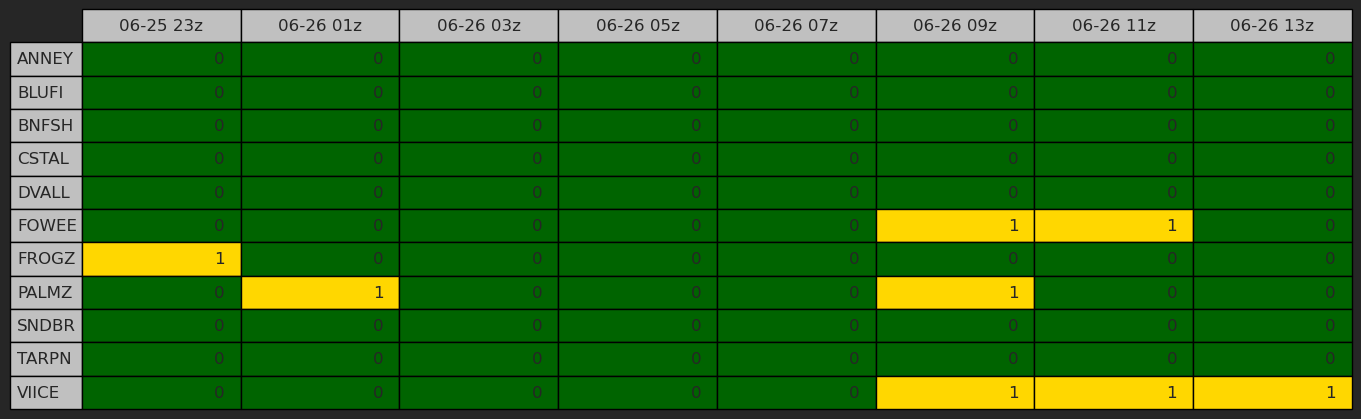 06-25 23z 06-26 01z 06-26 03z 06-26 05z 06-26 07z 06-26 09z 06-26 11z 06-26 13z
ANNEY 0 0 0 0 0 0 0 0
BLUFI 0 0 0 0 0 0 0 0
BNFSH 0 0 0 0 0 0 0 0
CSTAL 0 0 0 0 0 0 0 0
DVALL 0 0 0 0 0 0 0 0
FOWEE 0 0 0 0 0 1 1 0
FROGZ 1 0 0 0 0 0 0 0
PALMZ 0 1 0 0 0 1 0 0
SNDBR 0 0 0 0 0 0 0 0
TARPN 0 0 0 0 0 0 0 0
VIICE 0 0 0 0 0 1 1 1